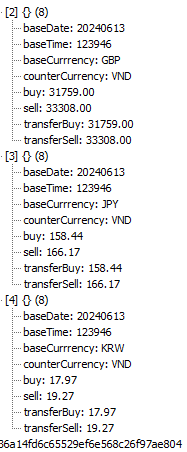 [2] {} (8)
baseDate: 20240613
baseTime: 123946
baseCurrrency: GBP
counterCurrency: VND
buy: 31759.00
sell: 33308.00
transferBuy: 31759.00
transferSell: 33308.00
[3] {} (8)
baseDate: 20240613
baseTime: 123946
baseCurrrency: JPY
counterCurrency: VND
buy: 158.44
sell: 166.17
transferBuy: 158.44
transferSell: 166.17
[4] {} (8)
baseDate: 20240613
baseTime: 123946
baseCurrrency: KRW
counterCurrency: VND
buy: 17.97
sell: 19.27
transferBuy: 17.97
transferSell: 19.27
36a14fd6c65529ef6e568c26f97ae804